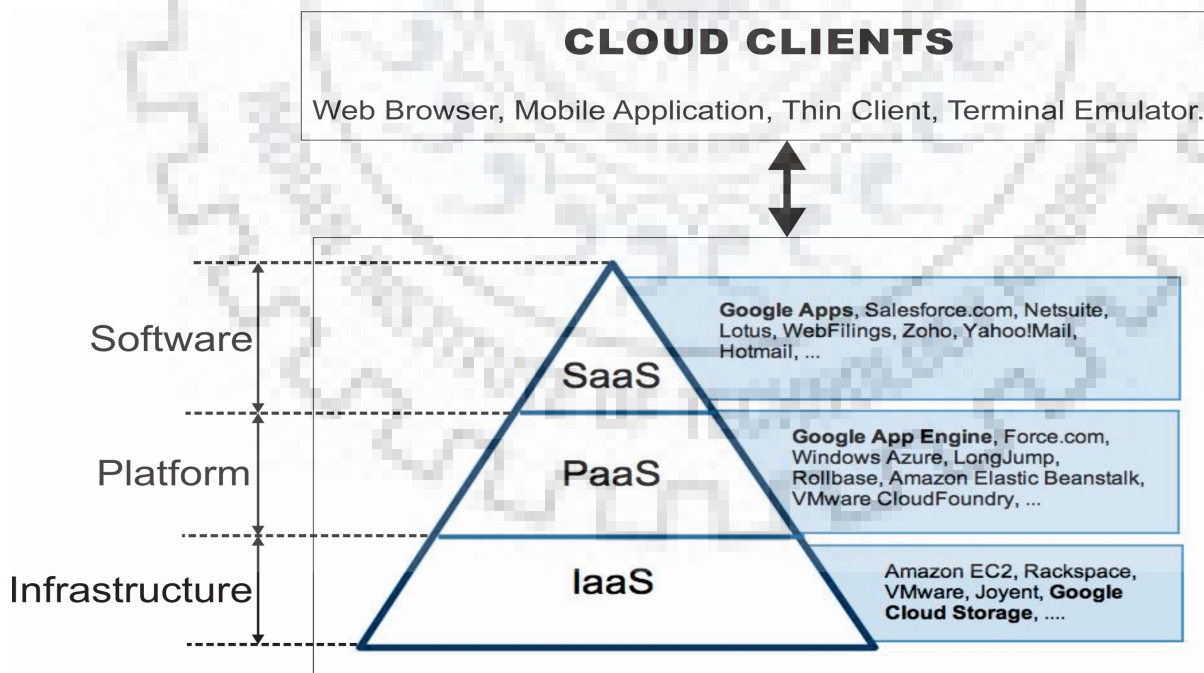 CLOUD CLIENTS
Web Browser, Mobile Application, Thin Client, Terminal Emulator.
Software
SaaS
Google Apps, Salesforce.com, Netsuite,
Lotus, WebFilings, Zoho, Yahoo!Mail,
Hotmail, ...
Platform
PaaS
Google App Engine, Force.com,
Windows Azure, LongJump,
Rollbase, Amazon Elastic Beanstalk,
VMware CloudFoundry, ...
Infrastructure
IaaS
Amazon EC2, Rackspace,
VMware, Joyent, Google
Cloud Storage, ....